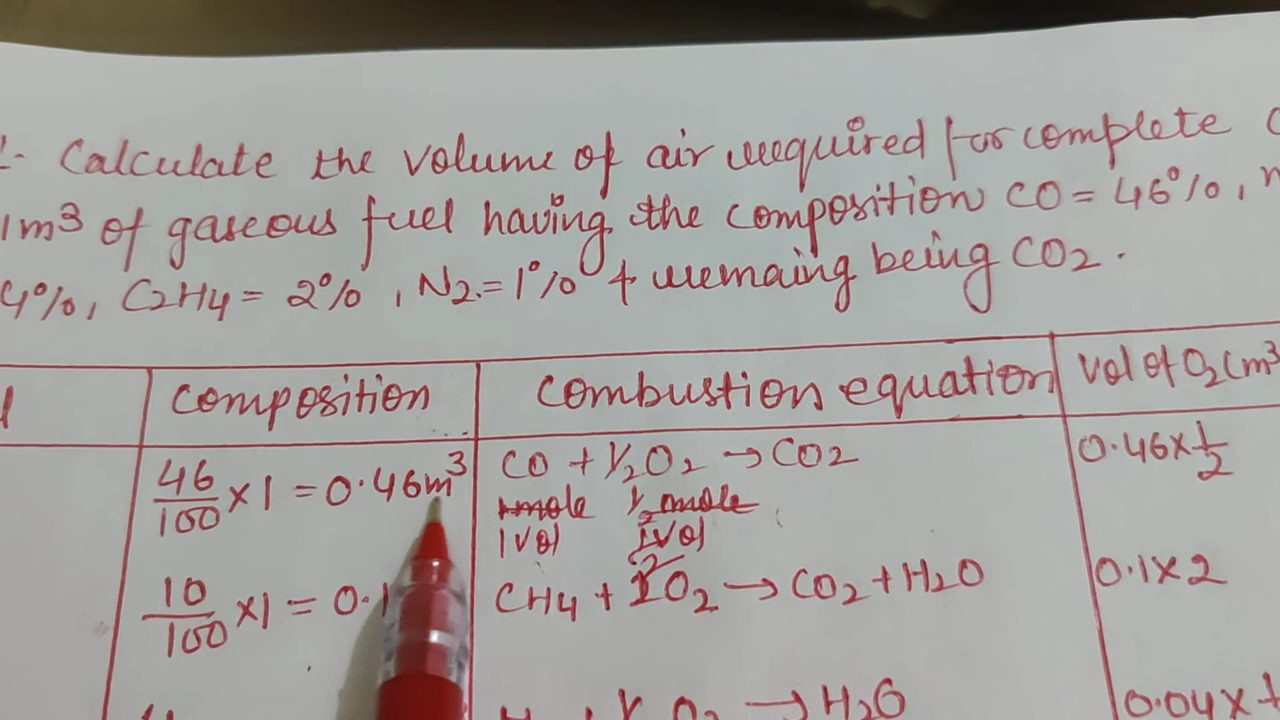 Calculate the volume of air required for complete
1m³ of gaseous fuel having the composition CO = 46%,
4%, C2H4 = 2%, N2 = 1% & remaing being CO2.
composition combustion equation Vol of O2 (m³
46/100 × 1 = 0.46m³ CO + 1/2O2 → CO2 0.46 × 1/2
1mole 1/2 mole
1 Vol 1/2 Vol
10/100 × 1 = 0.1 CH4 + 2O2 → CO2 + H2O 0.1 × 2
O2 → H2O 0.04 ×